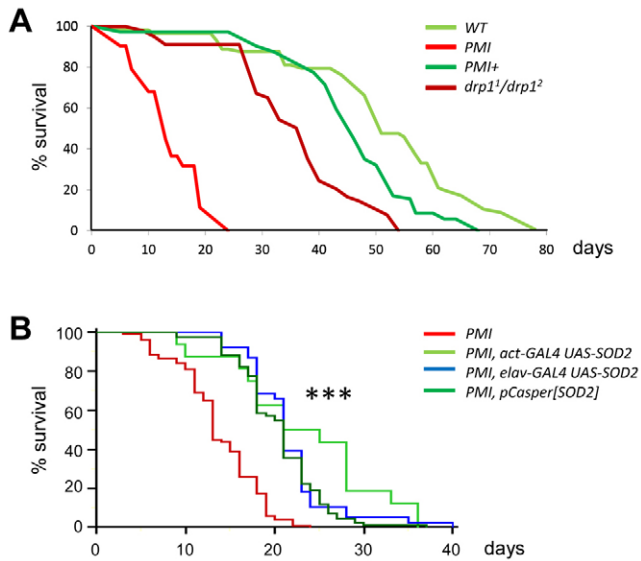 A
% survival
100
80
60
40
20
0
0 10 20 30 40 50 60 70 80 days
WT
PMI
PMI+
drp1¹/drp1²
B
% survival
100
80
60
40
20
0
0 10 20 30 40 days
***
PMI
PMI, act-GAL4 UAS-SOD2
PMI, elav-GAL4 UAS-SOD2
PMI, pCasper[SOD2]